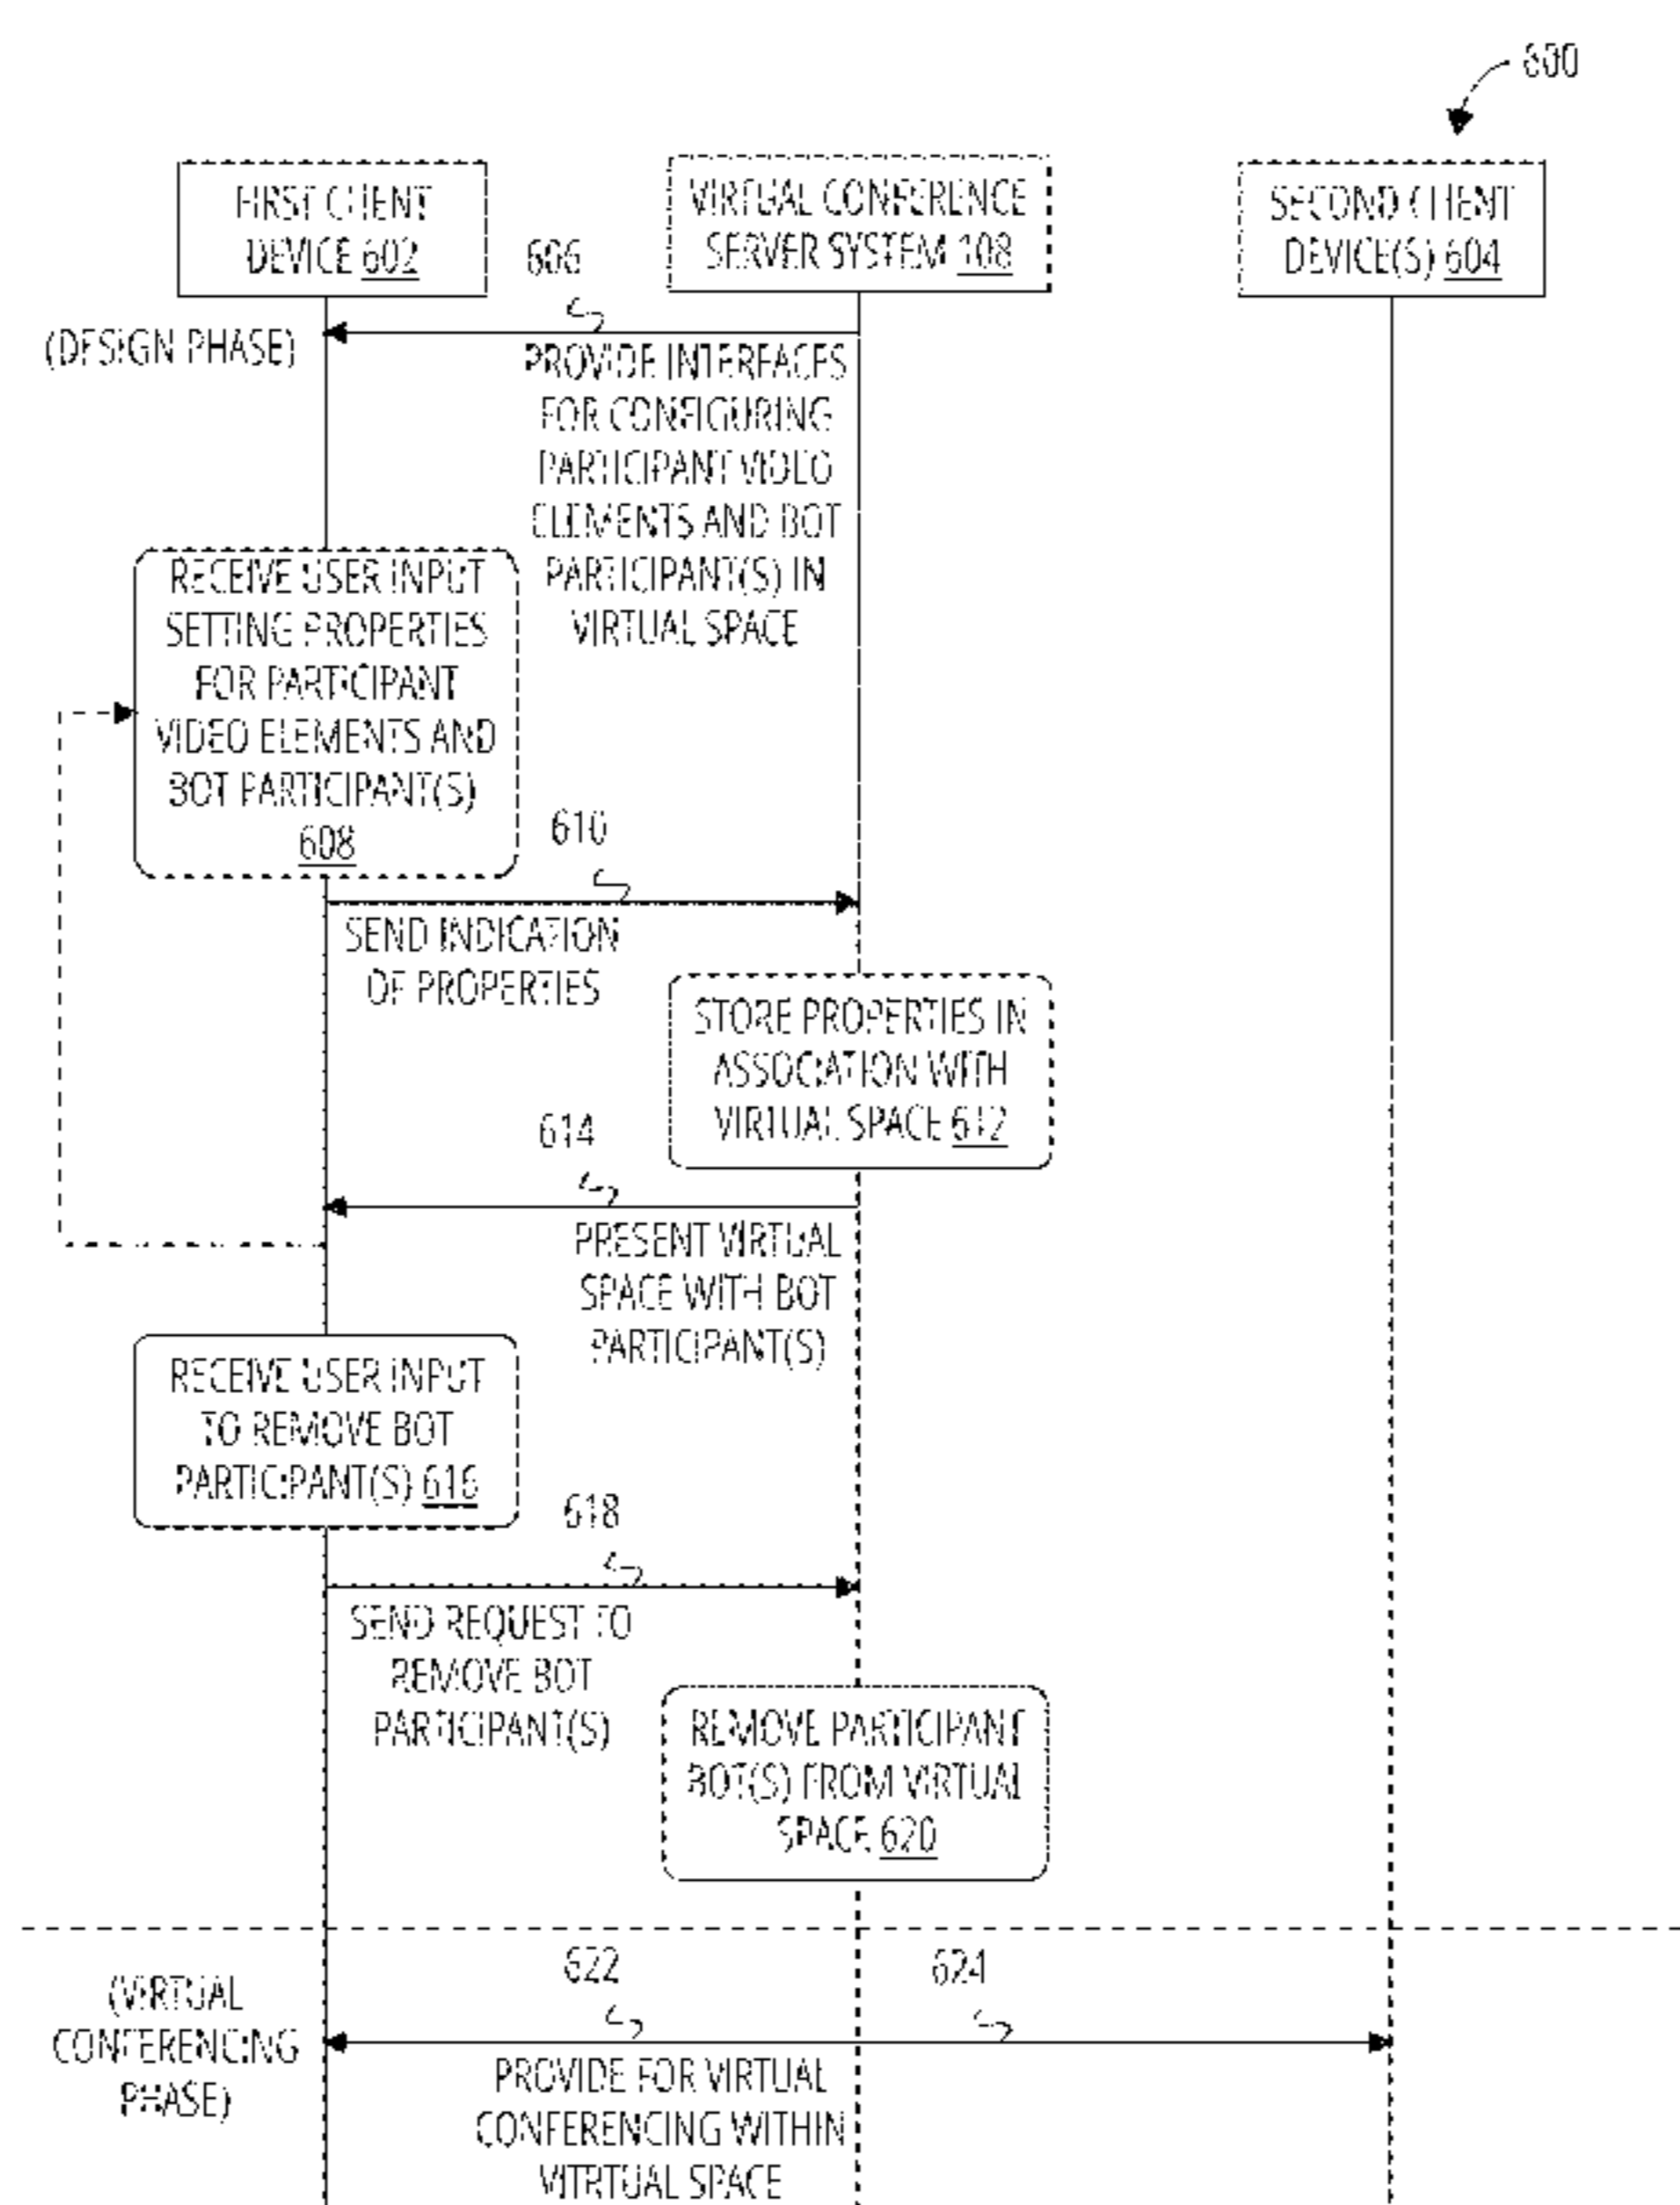 600
FIRST CLIENT
DEVICE 602
VIRTUAL CONFERENCE
SERVER SYSTEM 108
SECOND CLIENT
DEVICE(S) 604
606
(DESIGN PHASE)
PROVIDE INTERFACES
FOR CONFIGURING
PARTICIPANT VIDEO
ELEMENTS AND BOT
PARTICIPANT(S) IN
VIRTUAL SPACE
RECEIVE USER INPUT
SETTING PROPERTIES
FOR PARTICIPANT
VIDEO ELEMENTS AND
BOT PARTICIPANT(S)
608
610
SEND INDICATION
OF PROPERTIES
STORE PROPERTIES IN
ASSOCIATION WITH
VIRTUAL SPACE 612
614
PRESENT VIRTUAL
SPACE WITH BOT
PARTICIPANT(S)
RECEIVE USER INPUT
TO REMOVE BOT
PARTICIPANT(S) 616
618
SEND REQUEST TO
REMOVE BOT
PARTICIPANT(S)
REMOVE PARTICIPANT
BOT(S) FROM VIRTUAL
SPACE 620
(VIRTUAL
CONFERENCING
PHASE)
622
624
PROVIDE FOR VIRTUAL
CONFERENCING WITHIN
VITRTUAL SPACE